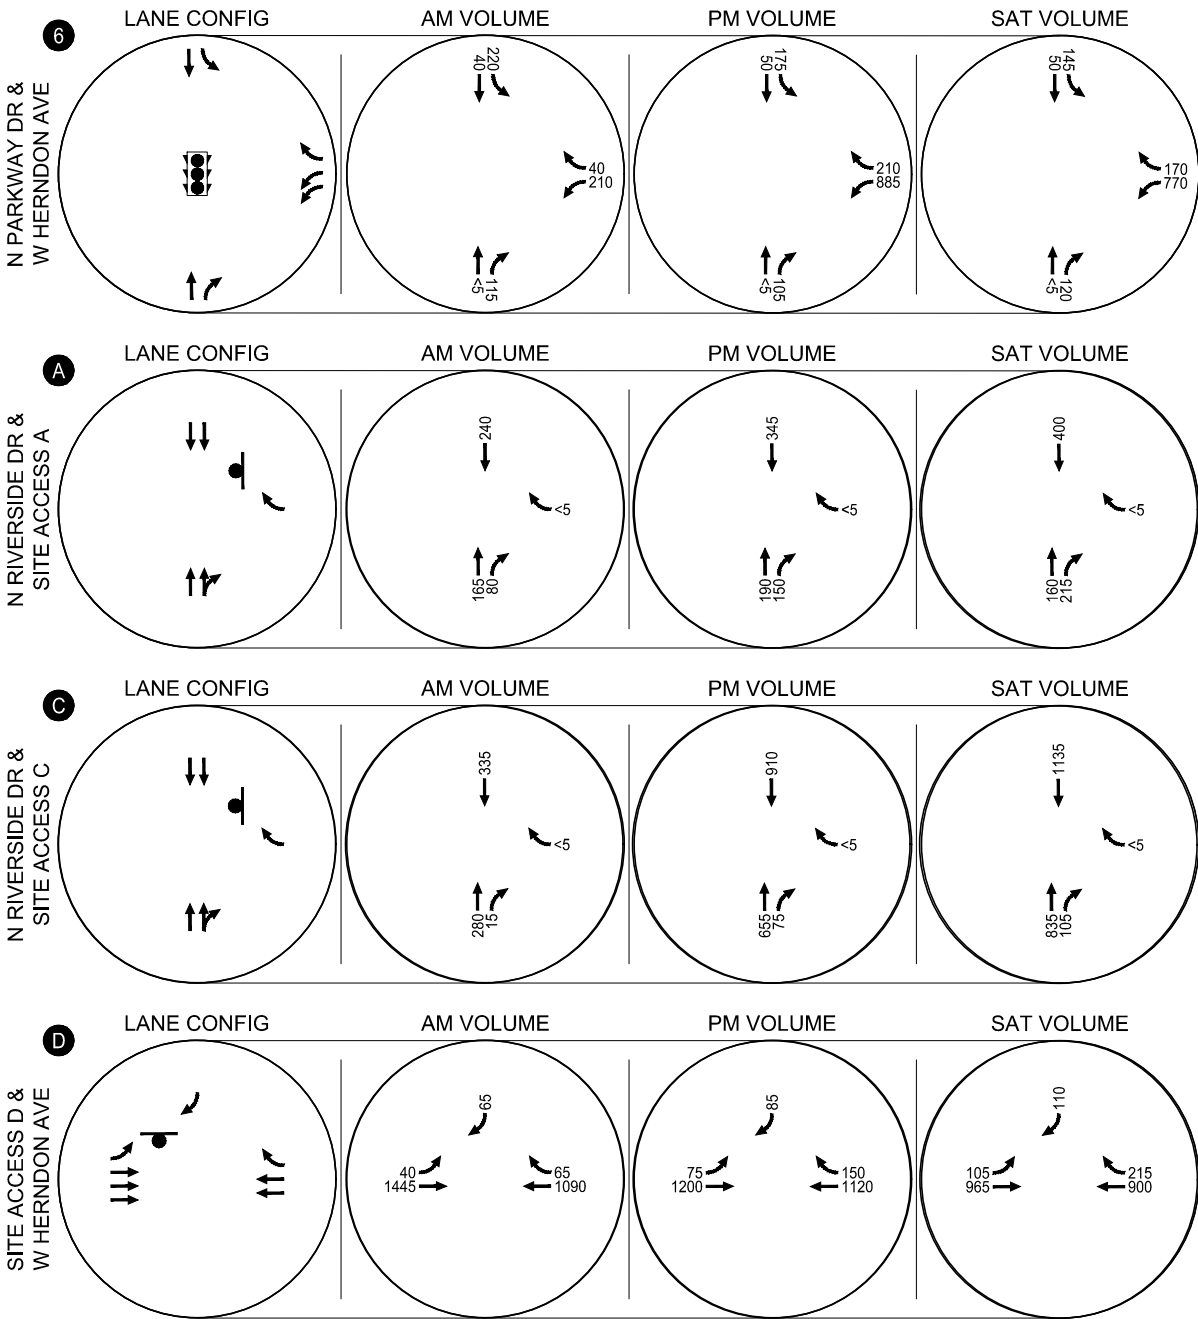 6
LANE CONFIG
AM VOLUME
PM VOLUME
SAT VOLUME
N PARKWAY DR &
W HERNDON AVE
220
40
40
210
<5
115
175
50
210
885
<5
105
145
50
170
770
<5
120
A
LANE CONFIG
AM VOLUME
PM VOLUME
SAT VOLUME
N RIVERSIDE DR &
SITE ACCESS A
240
<5
165
80
345
<5
190
150
400
<5
160
215
C
LANE CONFIG
AM VOLUME
PM VOLUME
SAT VOLUME
N RIVERSIDE DR &
SITE ACCESS C
335
<5
280
15
910
<5
655
75
1135
<5
835
105
D
LANE CONFIG
AM VOLUME
PM VOLUME
SAT VOLUME
SITE ACCESS D &
W HERNDON AVE
65
40
1445
65
1090
85
75
1200
150
1120
110
105
965
215
900